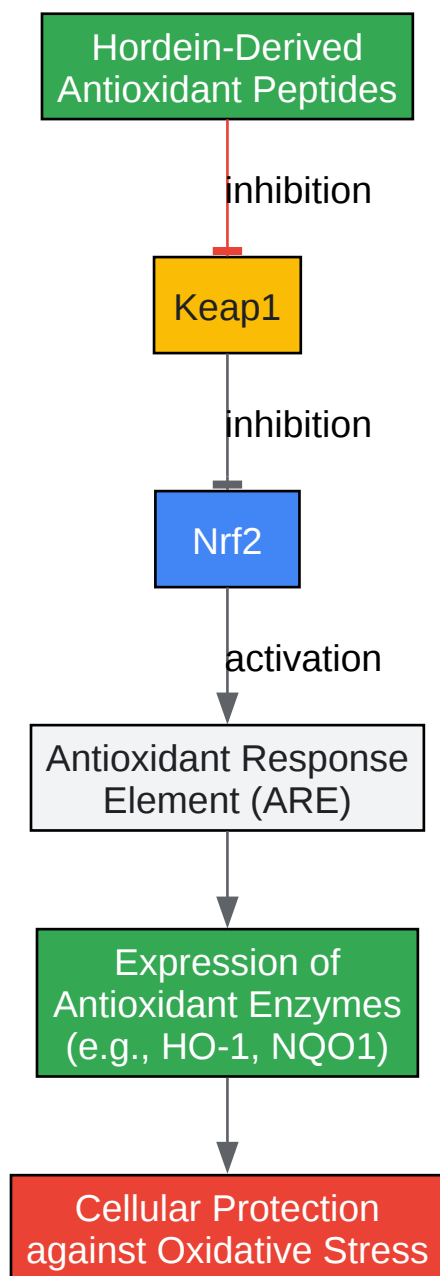 Hordein-Derived
Antioxidant Peptides
inhibition
Keap1
inhibition
Nrf2
activation
Antioxidant Response
Element (ARE)
Expression of
Antioxidant Enzymes
(e.g., HO-1, NQO1)
Cellular Protection
against Oxidative Stress